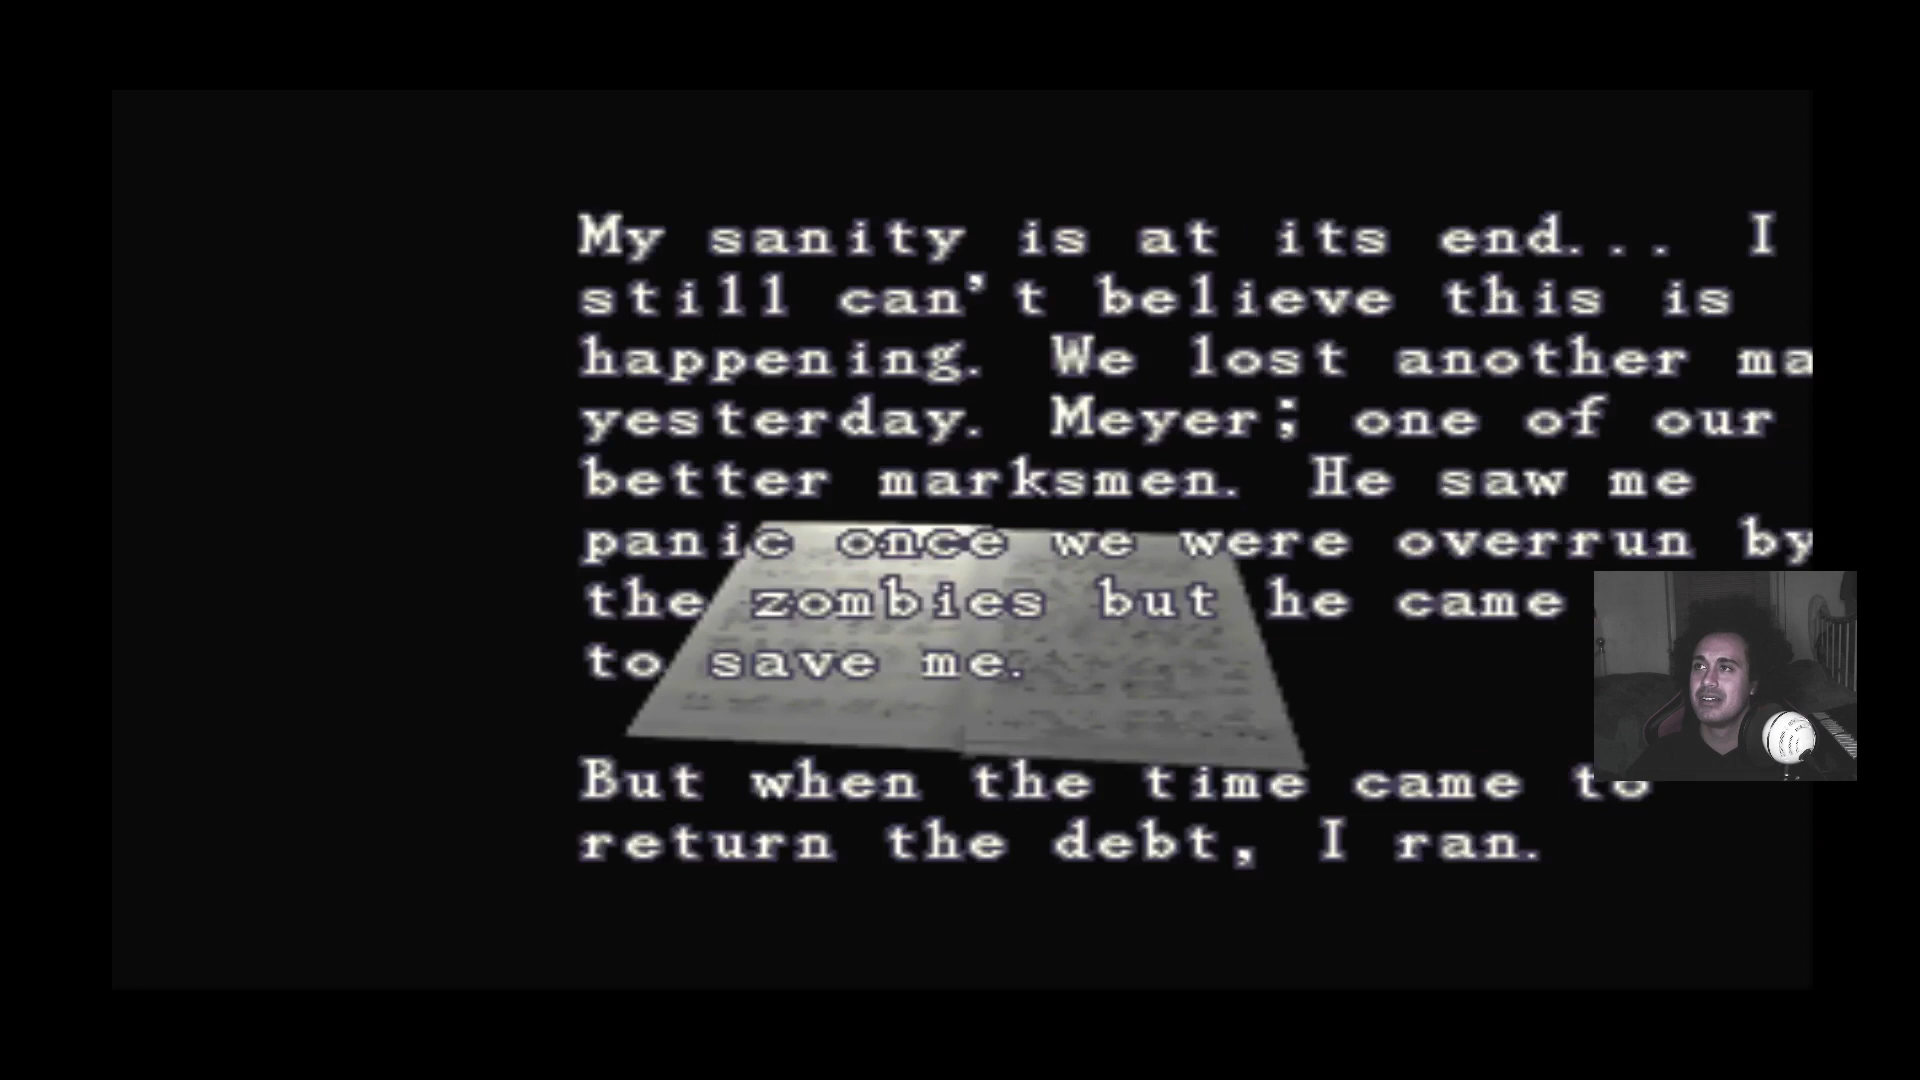 My sanity is at its end... I
still can't believe this is
happening. We lost another ma
yesterday. Meyer; one of our
better marksmen. He saw me
panic once we were overrun by
the zombies but he came
to save me.
But when the time came to
return the debt, I ran.